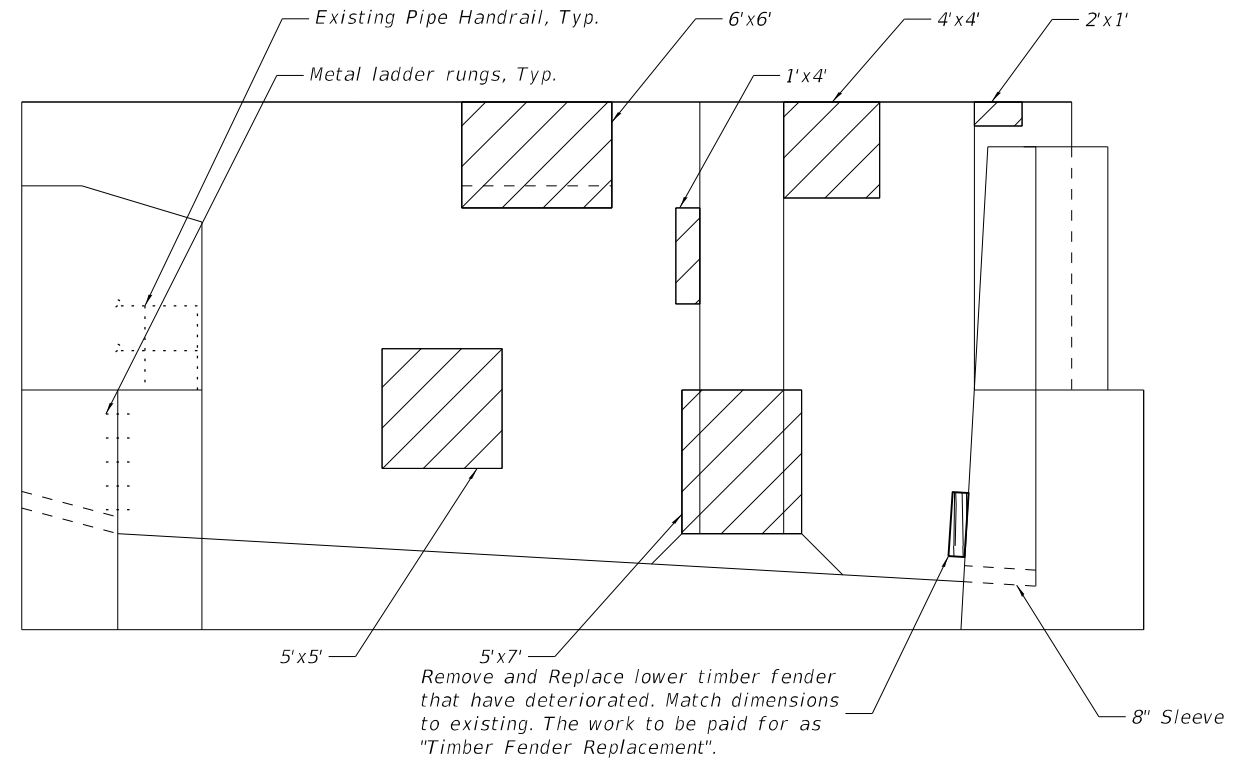 Existing Pipe Handrail, Typ.
6'x6'
4'x4'
2'x1'
Metal ladder rungs, Typ.
1'x4'
5'x5'
5'x7'
Remove and Replace lower timber fender
that have deteriorated. Match dimensions
to existing. The work to be paid for as
"Timber Fender Replacement".
8" Sleeve